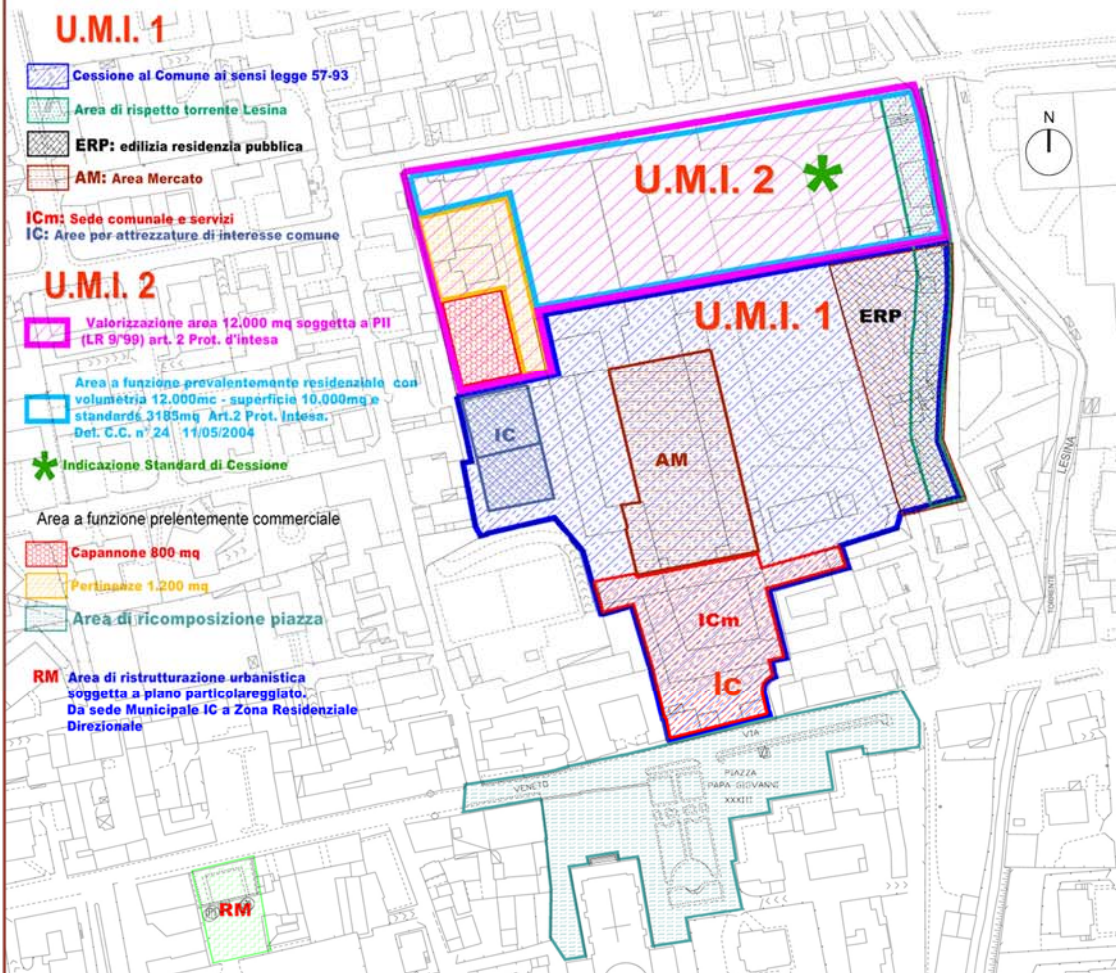 U.M.I. 1
Cessione al Comune ai sensi legge 57-93
Area di rispetto torrente Lesina
ERP: edilizia residenzia pubblica
AM: Area Mercato
ICm: Sede comunale e servizi
IC: Aree per attrezzature di interesse comune
U.M.I. 2
Valorizzazione area 12.000 mq soggetta a PII
(LR 9/'99) art. 2 Prot. d'intesa
Area a funzione prevalentemente residenziale con
volumetria 12.000mc - superficie 10.000mq e
standards 3185mq Art.2 Prot. Intesa.
Del. C.C. n° 24 11/05/2004
Indicazione Standard di Cessione
Area a funzione prelentemente commerciale
Capannone 800 mq
Pertinenze 1.200 mq
Area di ricomposizione piazza
RM Area di ristrutturazione urbanistica
soggetta a plano particolareggiato.
Da sede Municipale IC a Zona Residenziale
Direzionale
N
U.M.I. 2
U.M.I. 1
ERP
IC
AM
LESINA
TORRENTE
ICm
Ic
VIA
VENETO
PIAZZA
PAPA GIOVANNI
XXIII
RM